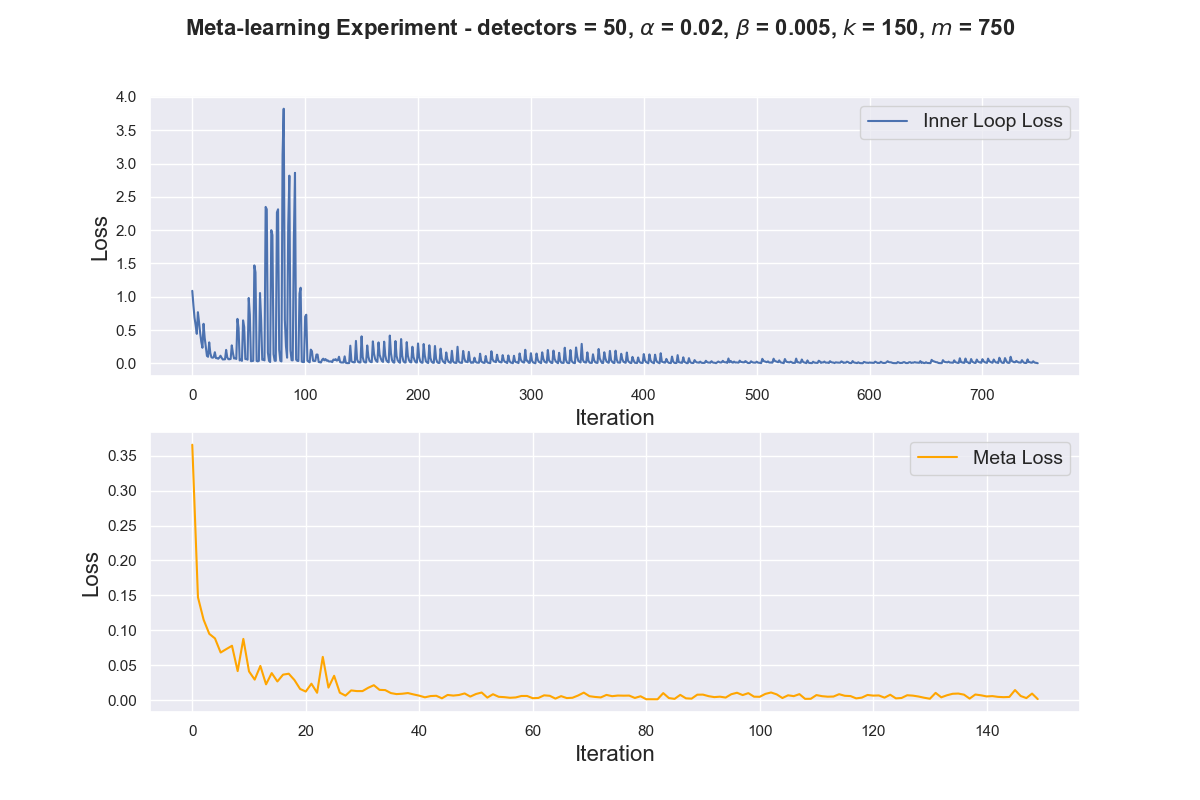 Meta-learning Experiment - detectors = 50, α = 0.02, β = 0.005, k = 150, m = 750
4.0
3.5
3.0
2.5
2.0
1.5
1.0
0.5
0.0
Loss
Inner Loop Loss
0 100 200 300 400 500 600 700
Iteration
0.35
0.30
0.25
0.20
0.15
0.10
0.05
0.00
Loss
Meta Loss
0 20 40 60 80 100 120 140
Iteration